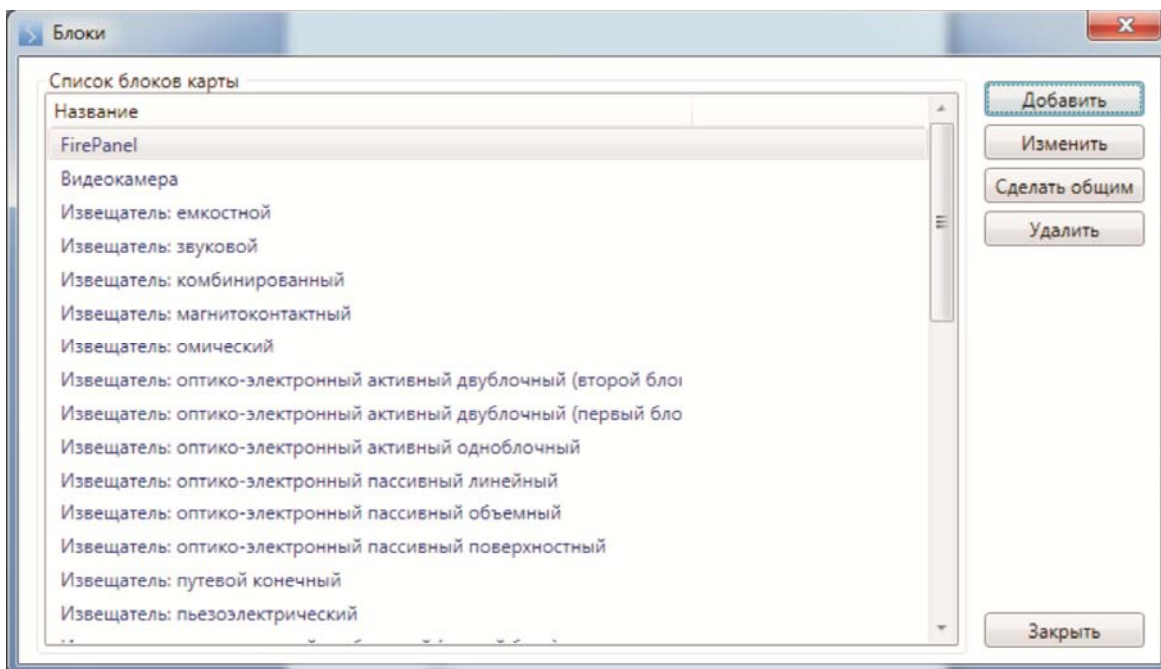 Блоки
Список блоков карты
Название
FirePanel
Видеокамера
Извещатель: емкостной
Извещатель: звуковой
Извещатель: комбинированный
Извещатель: магнитоконтактный
Извещатель: омический
Извещатель: оптико-электронный активный двублочный (второй бло
Извещатель: оптико-электронный активный двублочный (первый бло
Извещатель: оптико-электронный активный одноблочный
Извещатель: оптико-электронный пассивный линейный
Извещатель: оптико-электронный пассивный объемный
Извещатель: оптико-электронный пассивный поверхностный
Извещатель: путевой конечный
Извещатель: пьезоэлектрический
Добавить
Изменить
Сделать общим
Удалить
Закрыть